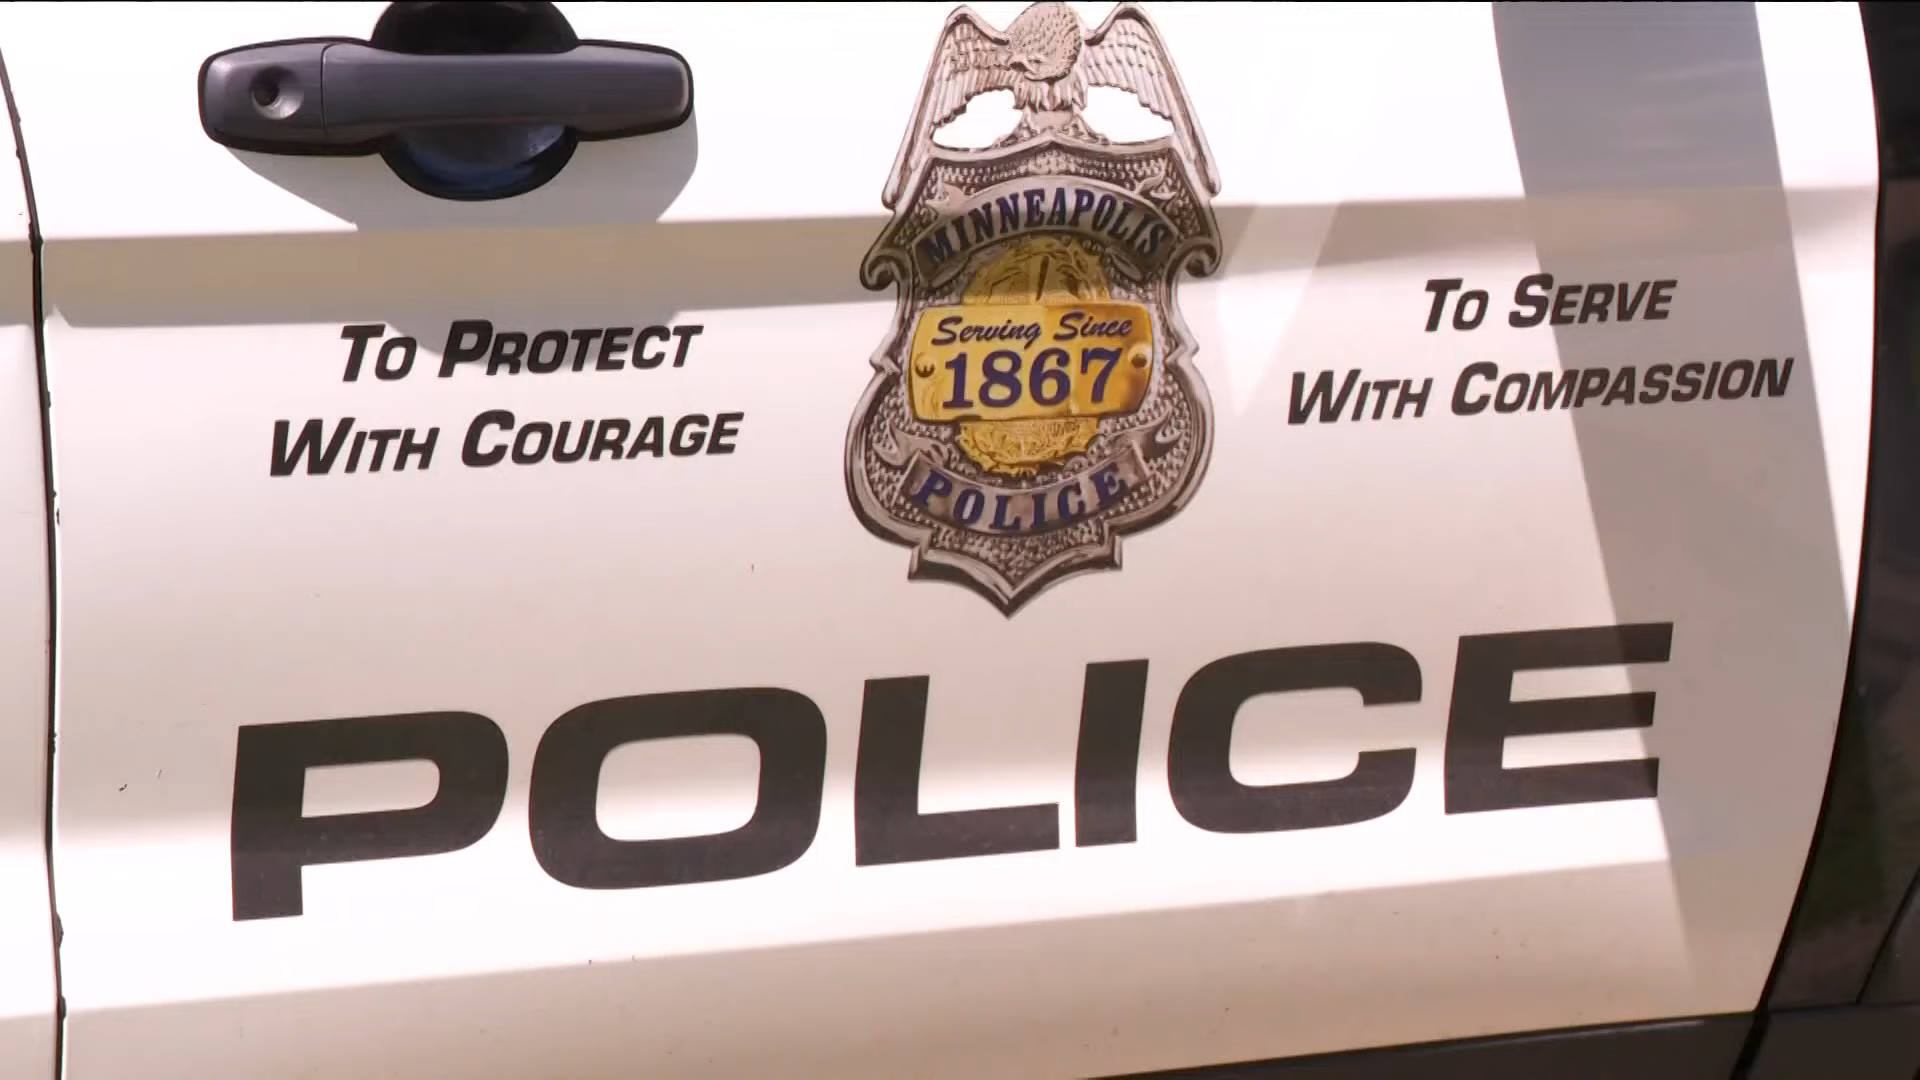 MINNEAPOLIS
Serving Since
1867
POLICE
TO PROTECT
WITH COURAGE
TO SERVE
WITH COMPASSION
POLICE